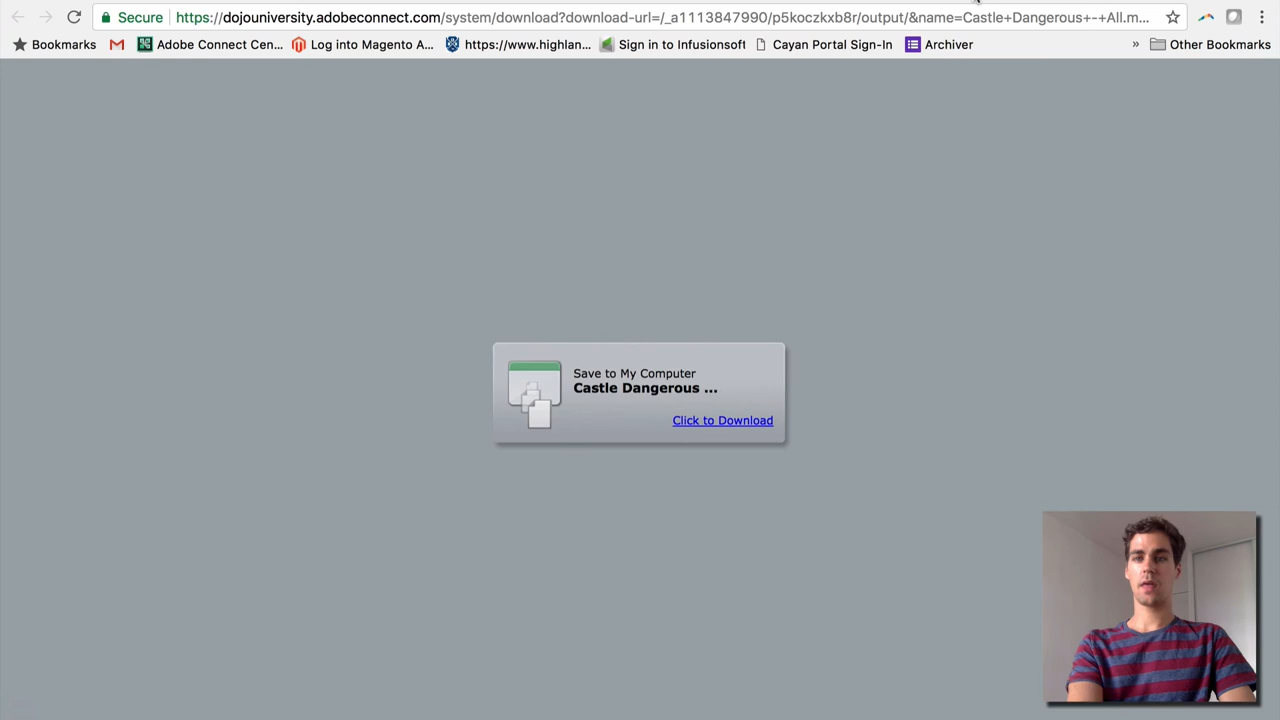 Secure https://dojouniversity.adobeconnect.com/system/download?download-url=/_a1113847990/p5koczkxb8r/output/&name=Castle+Dangerous+-+All.m...
Bookmarks Adobe Connect Cen... Log into Magento A... https://www.highlan... Sign in to Infusionsoft Cayan Portal Sign-In Archiver » Other Bookmarks
Save to My Computer
Castle Dangerous ...
Click to Download